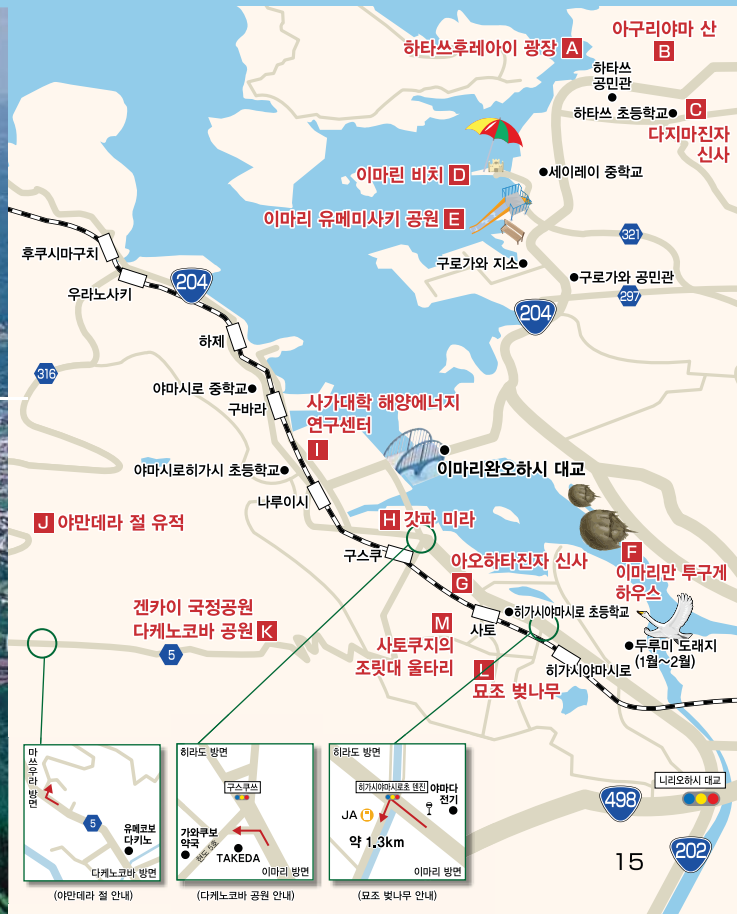 아구리야마 산
B
하타쓰후레아이 광장 A
하타쓰
공민관
하타쓰 초등학교
C
다지마진자
신사
이마린 비치 D
세이레이 중학교
이마리 유메미사키 공원 E
321
후쿠시마구치
구로가와 지소
구로가와 공민관
우라노사키
204
297
204
하제
316
야마시로 중학교
구바라
사가대학 해양에너지
연구센터
I
이마리완오하시 대교
야마시로히가시 초등학교
나루이시
J 야만데라 절 유적
H 갓파 미라
구스쿠
아오하타진자 신사
G
F
이마리만 투구게
하우스
겐카이 국정공원
다케노코바 공원 K
5
M
사토쿠지의
조릿대 울타리
사토
히가시야마시로 초등학교
두루미 도래지
(1월~2월)
히가시야마시로
L
묘조 벚나무
마쓰우라 방면
5
유메코보
다키노
다케노코바 방면
(야만데라 절 안내)
히라도 방면
구스쿠쓰
가와쿠보
약국
현도 5호
TAKEDA
이마리 방면
(다케노코바 공원 안내)
히라도 방면
히가시야마시로초 덴진
야마다
전기
JA
약 1.3km
이마리 방면
(묘조 벚나무 안내)
니리오하시 대교
498
202
15